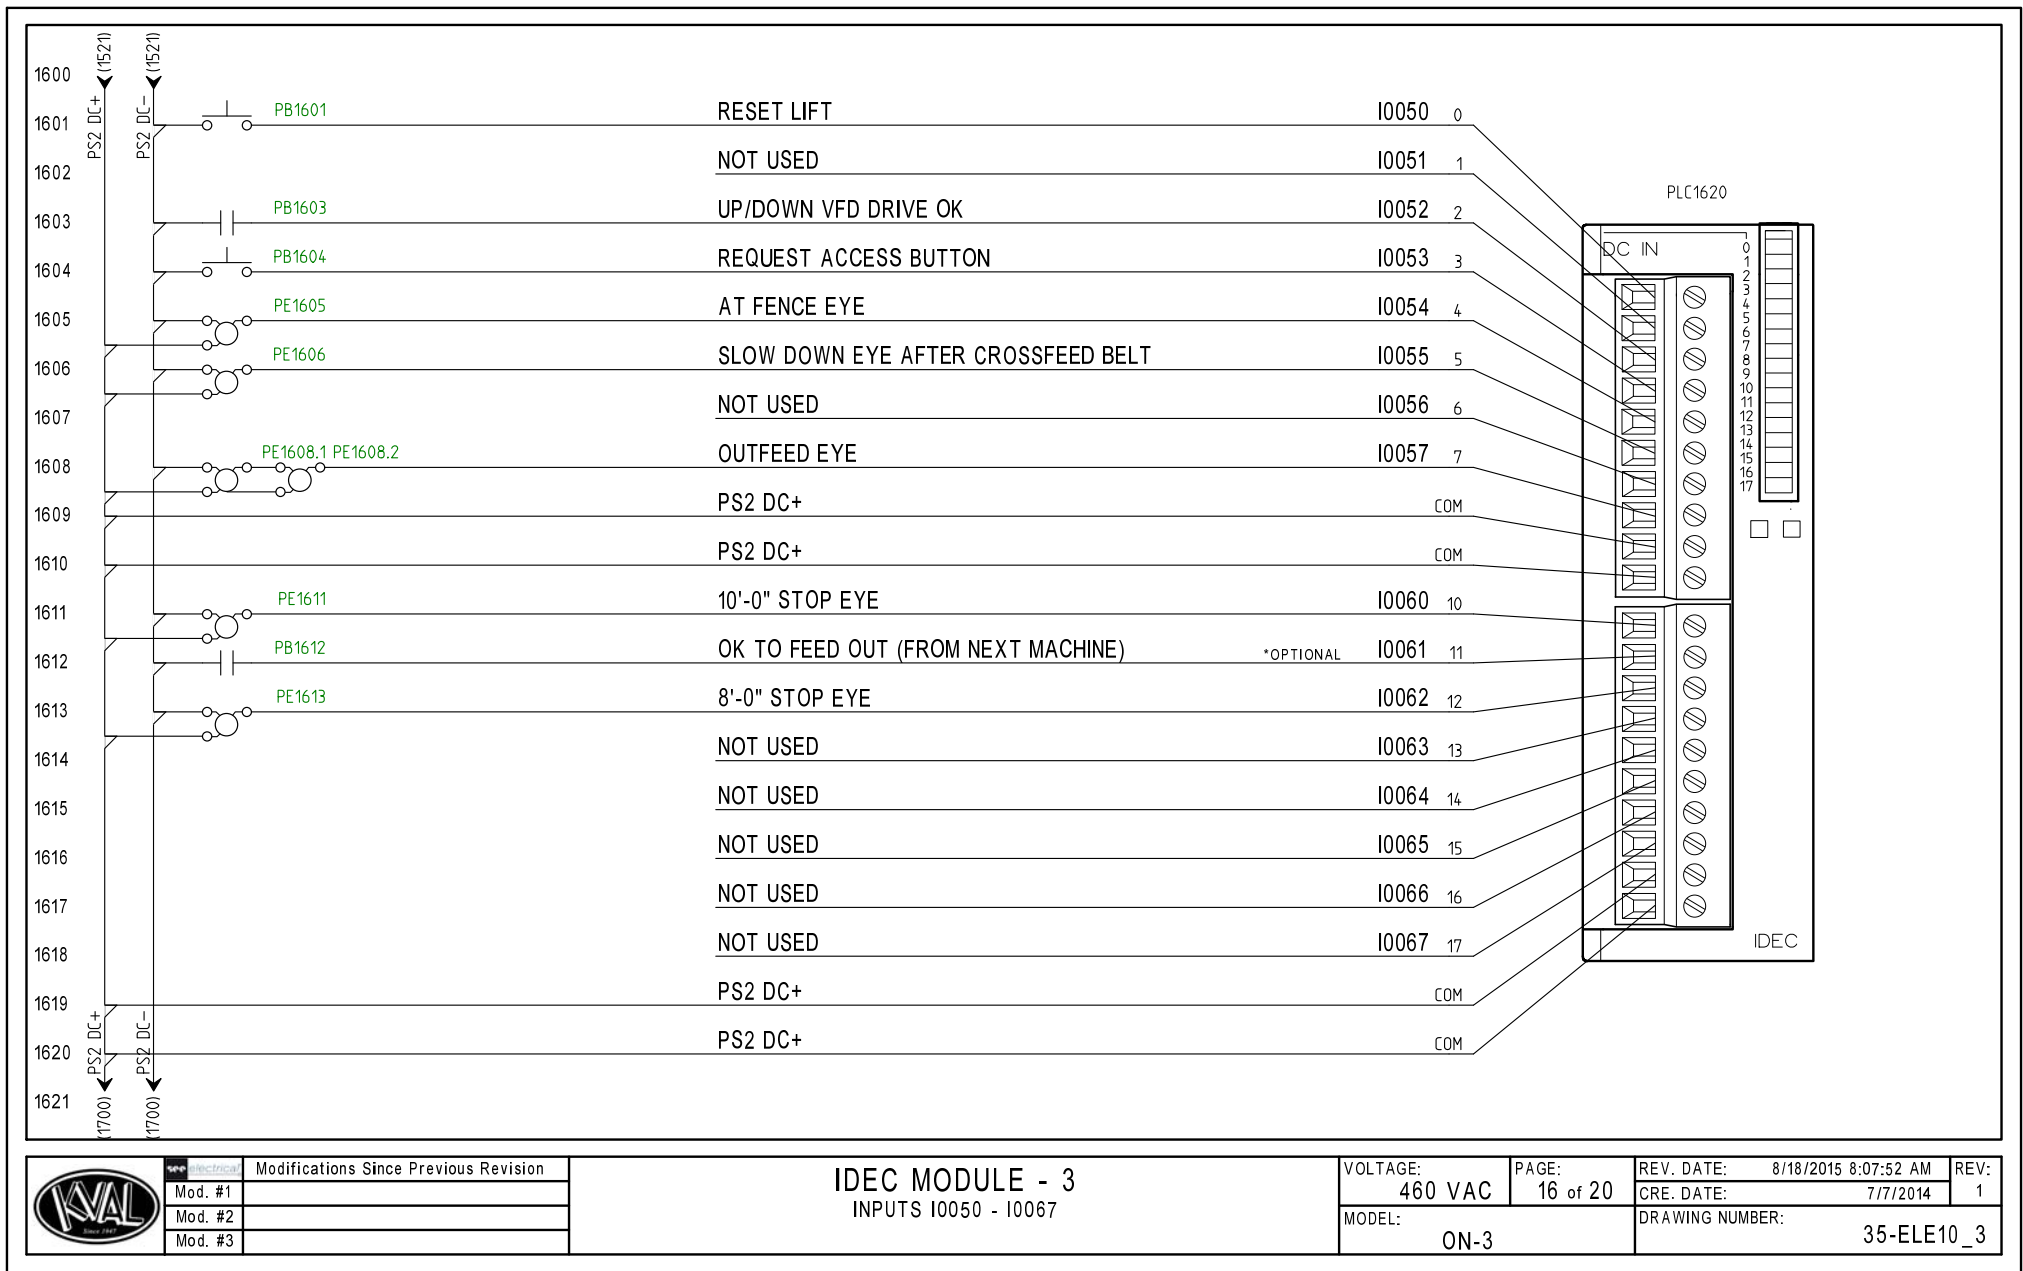 (1521) (1521)
PS2 DC+ PS2 DC-
1600
1601 PB1601 RESET LIFT I0050 0
1602 NOT USED I0051 1
1603 PB1603 UP/DOWN VFD DRIVE OK I0052 2
1604 PB1604 REQUEST ACCESS BUTTON I0053 3
1605 PE1605 AT FENCE EYE I0054 4
1606 PE1606 SLOW DOWN EYE AFTER CROSSFEED BELT I0055 5
1607 NOT USED I0056 6
1608 PE1608.1 PE1608.2 OUTFEED EYE I0057 7
1609 PS2 DC+ COM
1610 PS2 DC+ COM
1611 PE1611 10'-0" STOP EYE I0060 10
1612 PB1612 OK TO FEED OUT (FROM NEXT MACHINE) *OPTIONAL I0061 11
1613 PE1613 8'-0" STOP EYE I0062 12
1614 NOT USED I0063 13
1615 NOT USED I0064 14
1616 NOT USED I0065 15
1617 NOT USED I0066 16
1618 NOT USED I0067 17
1619 PS2 DC+ COM
1620 PS2 DC+ COM
1621
PS2 DC+ PS2 DC-
(1700) (1700)
PLC1620
DC IN
0
1
2
3
4
5
6
7
8
9
10
11
12
13
14
15
16
17
IDEC
KVAL
Since 1947
see electrical
Modifications Since Previous Revision
Mod. #1
Mod. #2
Mod. #3
IDEC MODULE - 3
INPUTS I0050 - I0067
VOLTAGE:
460 VAC
PAGE:
16 of 20
REV. DATE: 8/18/2015 8:07:52 AM
CRE. DATE: 7/7/2014
REV:
1
MODEL:
ON-3
DRAWING NUMBER:
35-ELE10_3